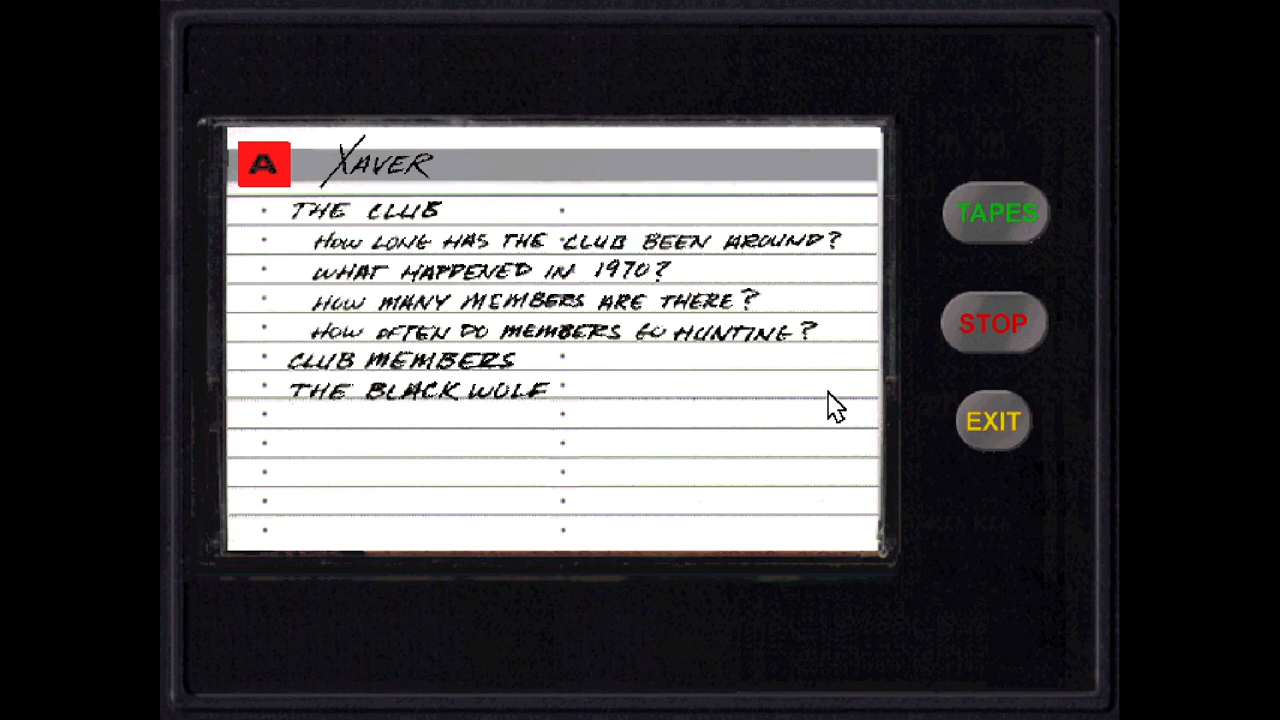 A XAVER
THE CLUB
HOW LONG HAS THE CLUB BEEN AROUND?
WHAT HAPPENED IN 1970?
HOW MANY MEMBERS ARE THERE?
HOW OFTEN DO MEMBERS GO HUNTING?
CLUB MEMBERS
THE BLACK WOLF
TAPES
STOP
EXIT